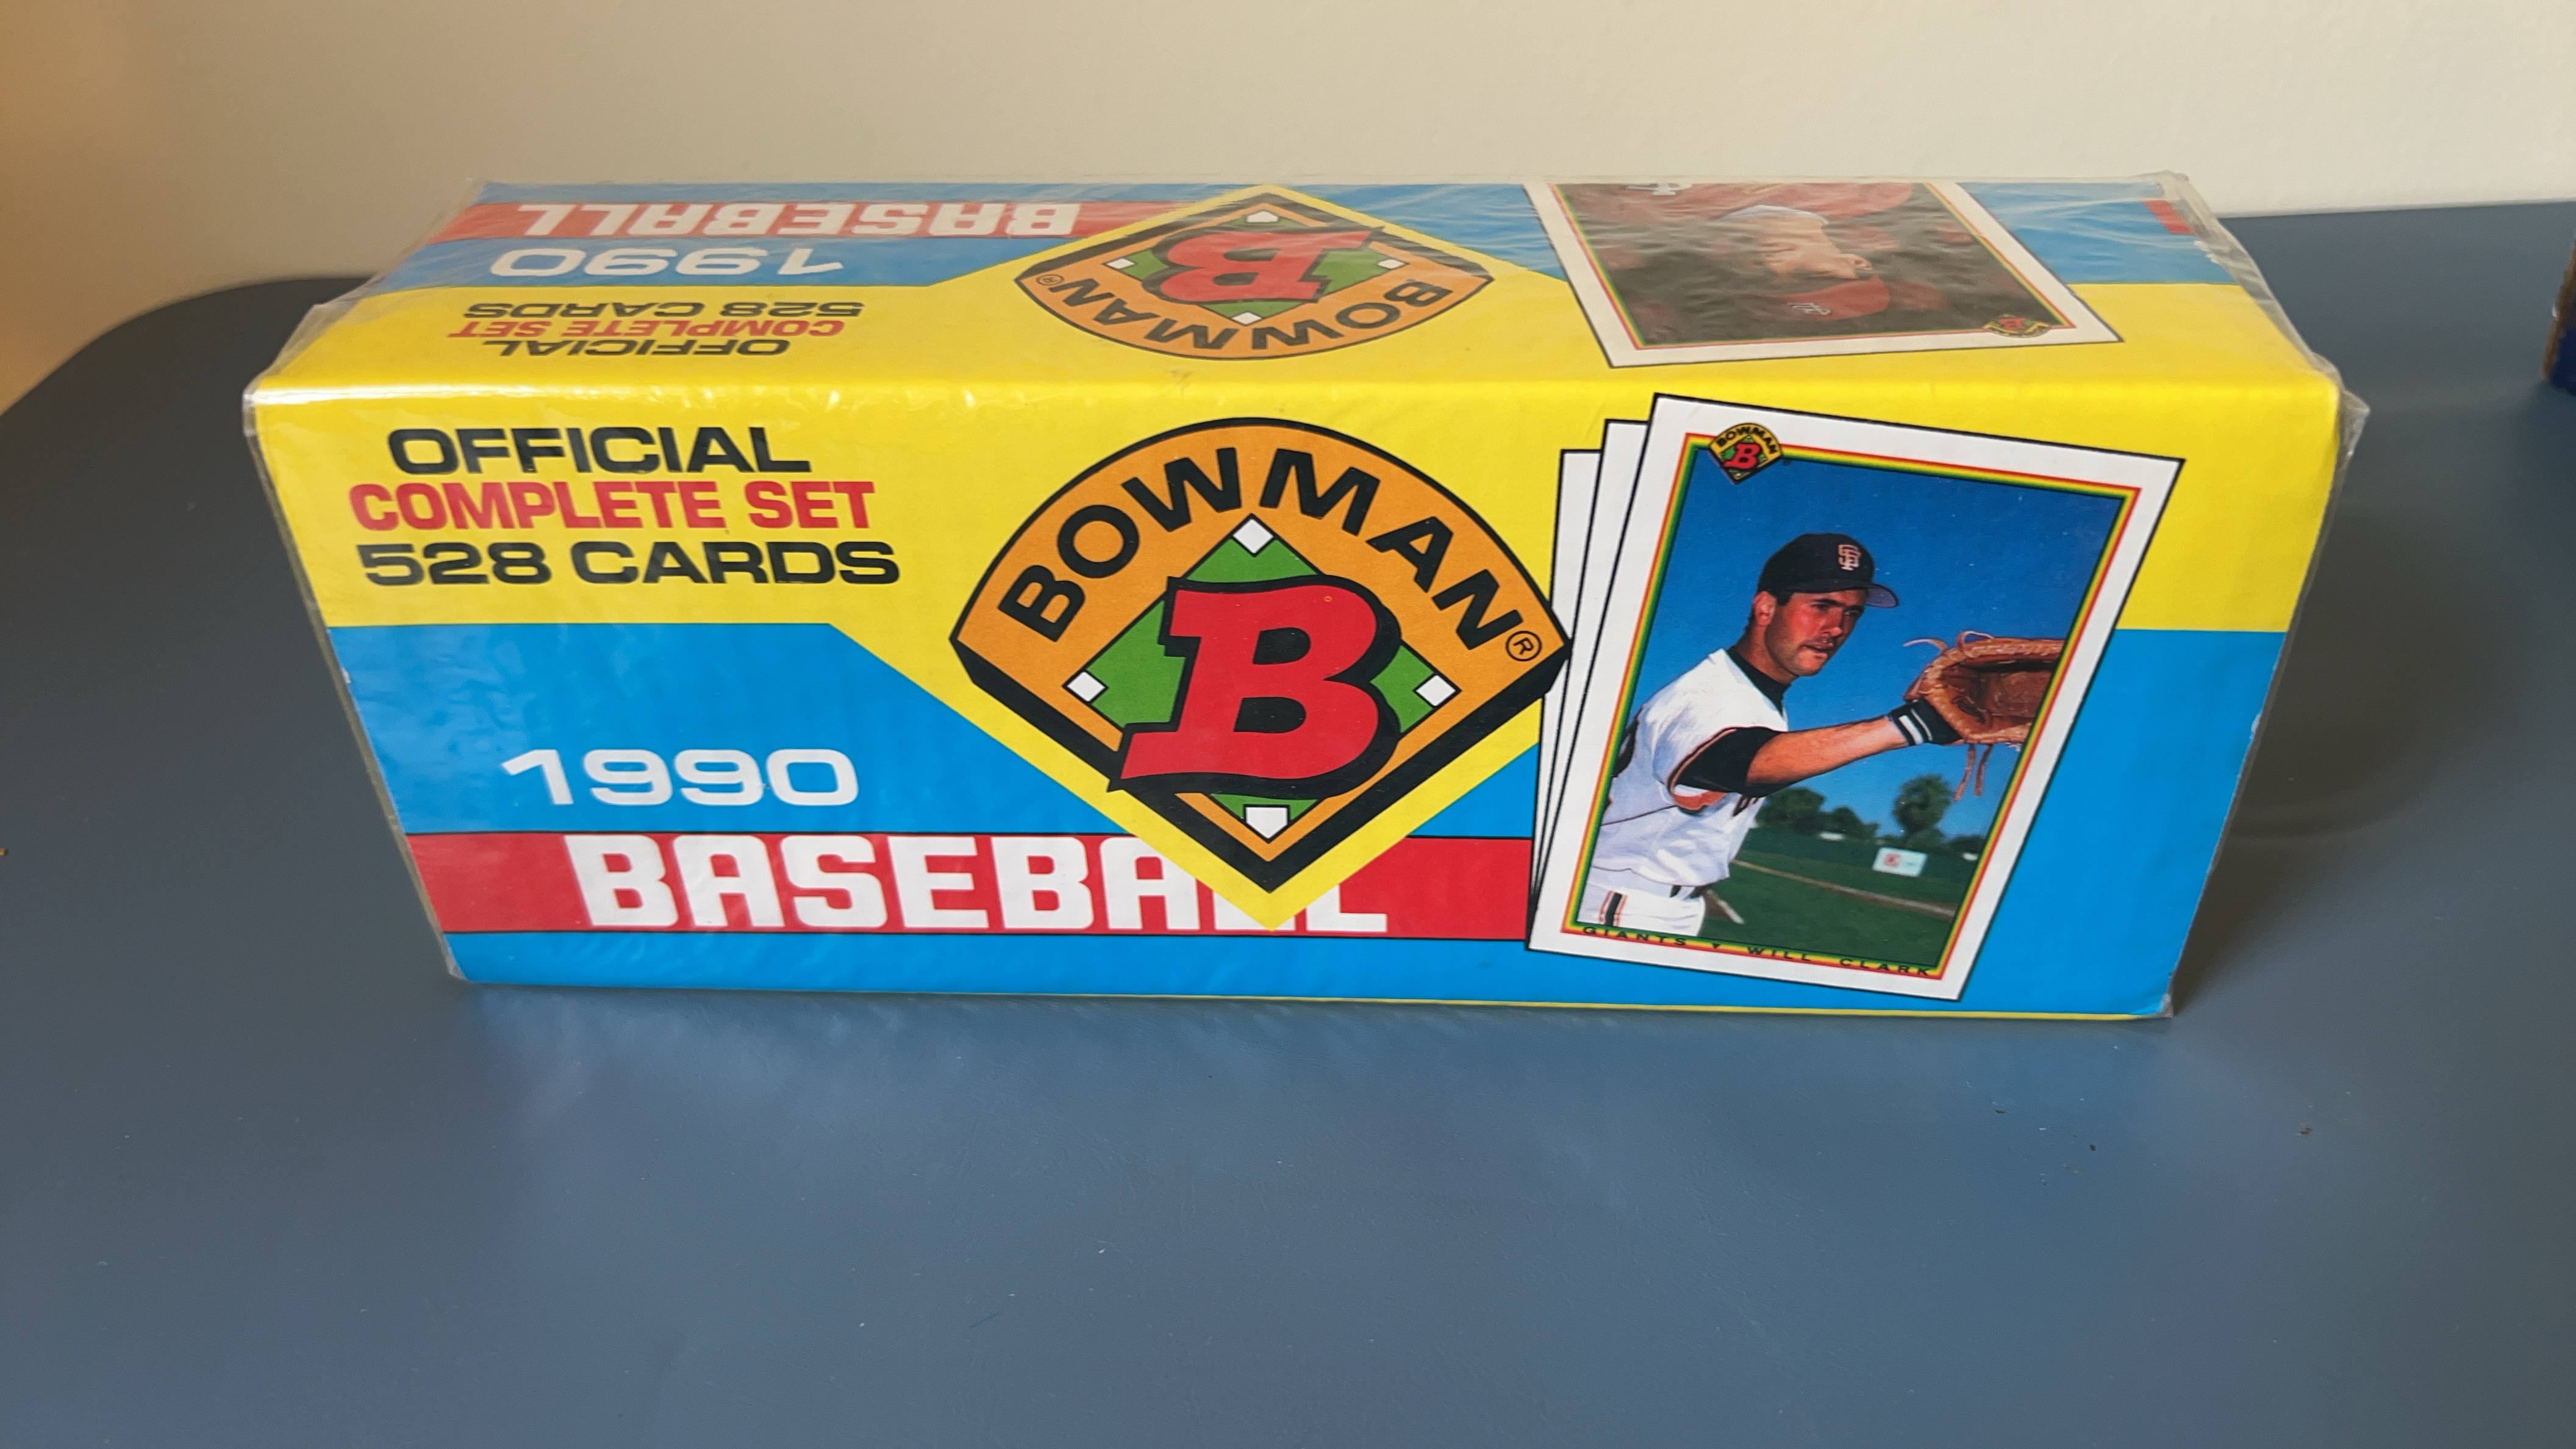 BASEBALL
1990
528 CARDS
COMPLETE SET
OFFICIAL
B
BOWMAN®
OFFICIAL
COMPLETE SET
528 CARDS
1990
BASEBALL
BOWMAN®
B
BOWMAN
B
SF
GIANTS ▾ WILL CLARK